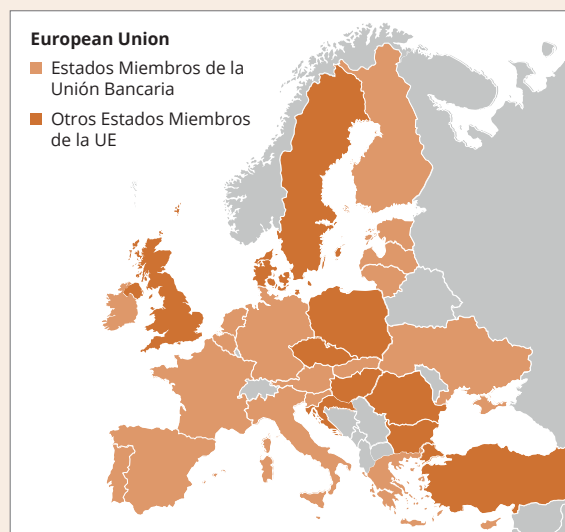 European Union
Estados Miembros de la
Unión Bancaria
Otros Estados Miembros
de la UE